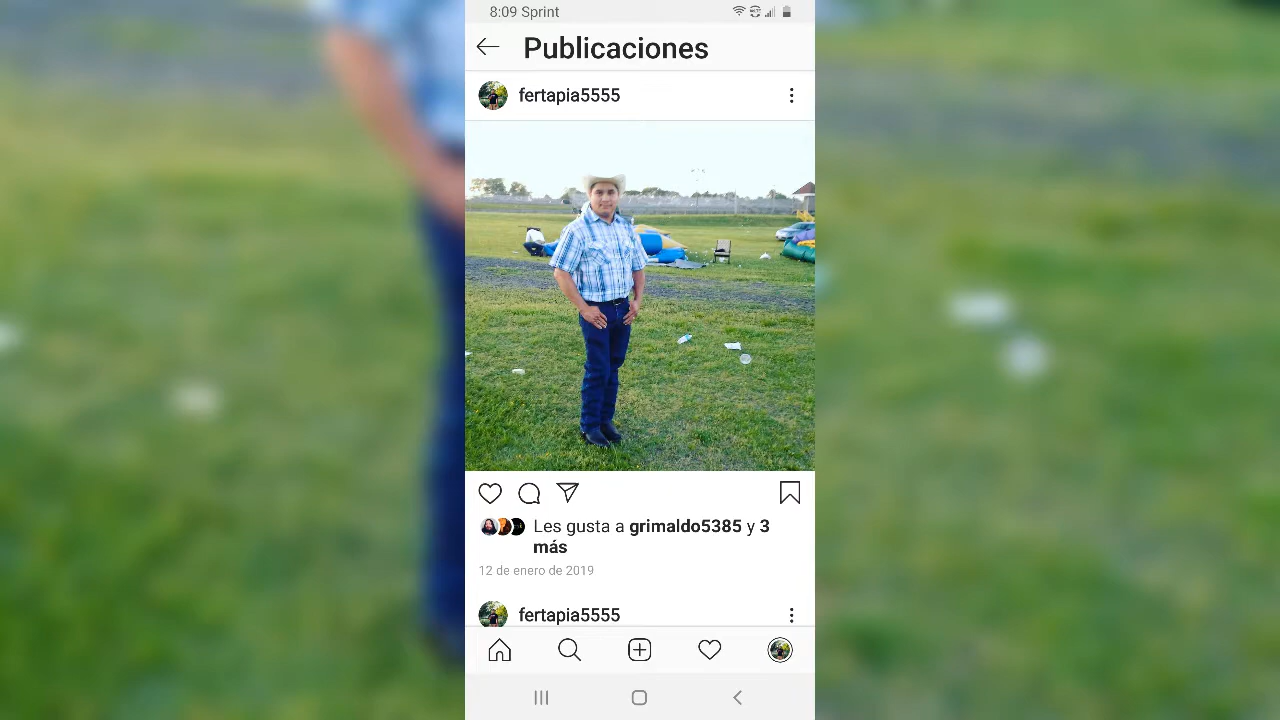 8:09 Sprint
Publicaciones
fertapia5555
Les gusta a grimaldo5385 y 3
más
12 de enero de 2019
fertapia5555